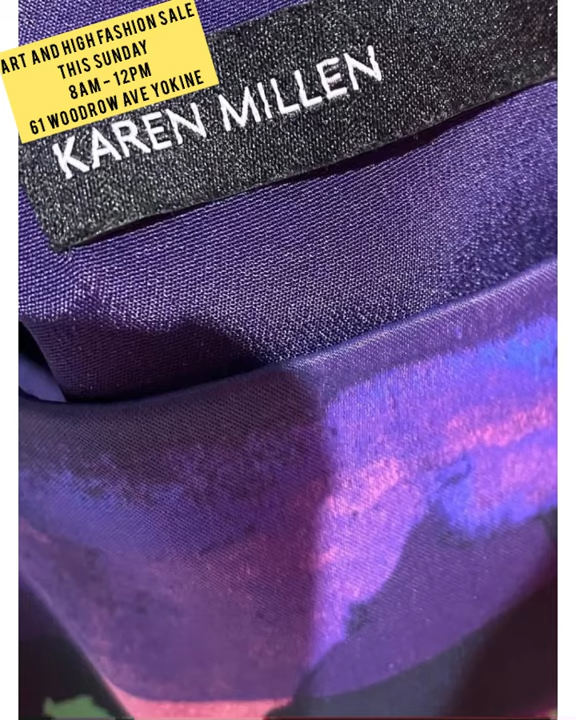 ART AND HIGH FASHION SALE
THIS SUNDAY
8AM - 12PM
61 WOODROW AVE YOKINE
KAREN MILLEN